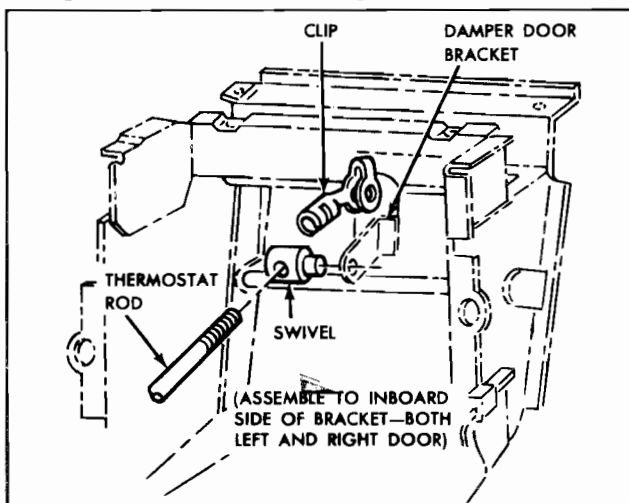 CLIP
DAMPER DOOR
BRACKET
THERMOSTAT
ROD
SWIVEL
(ASSEMBLE TO INBOARD
SIDE OF BRACKET—BOTH
LEFT AND RIGHT DOOR)